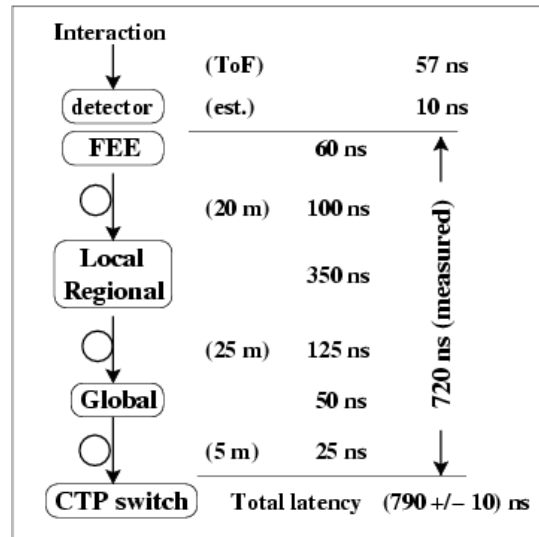 Interaction
(ToF) 57 ns
detector (est.) 10 ns
FEE 60 ns
(20 m) 100 ns
Local
Regional 350 ns
(25 m) 125 ns
Global 50 ns
(5 m) 25 ns
720 ns (measured)
CTP switch Total latency (790 +/− 10) ns